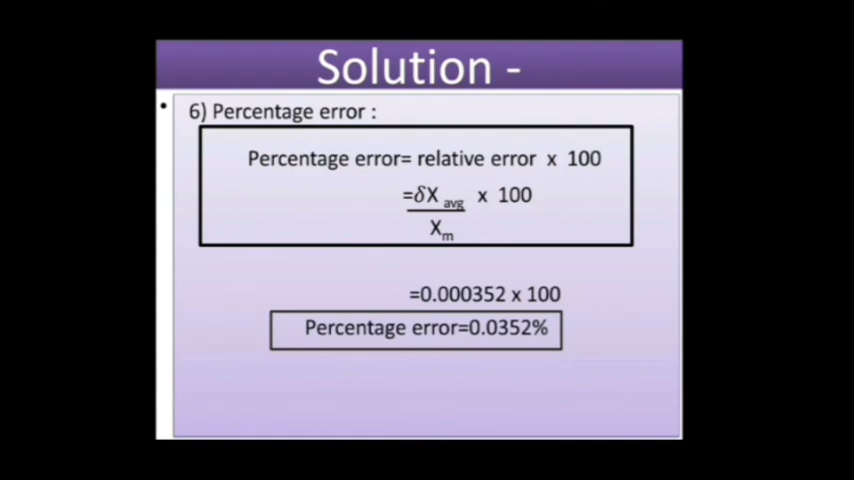 Solution -
• 6) Percentage error :
Percentage error= relative error x 100
=δX avg x 100
Xm
=0.000352 x 100
Percentage error=0.0352%